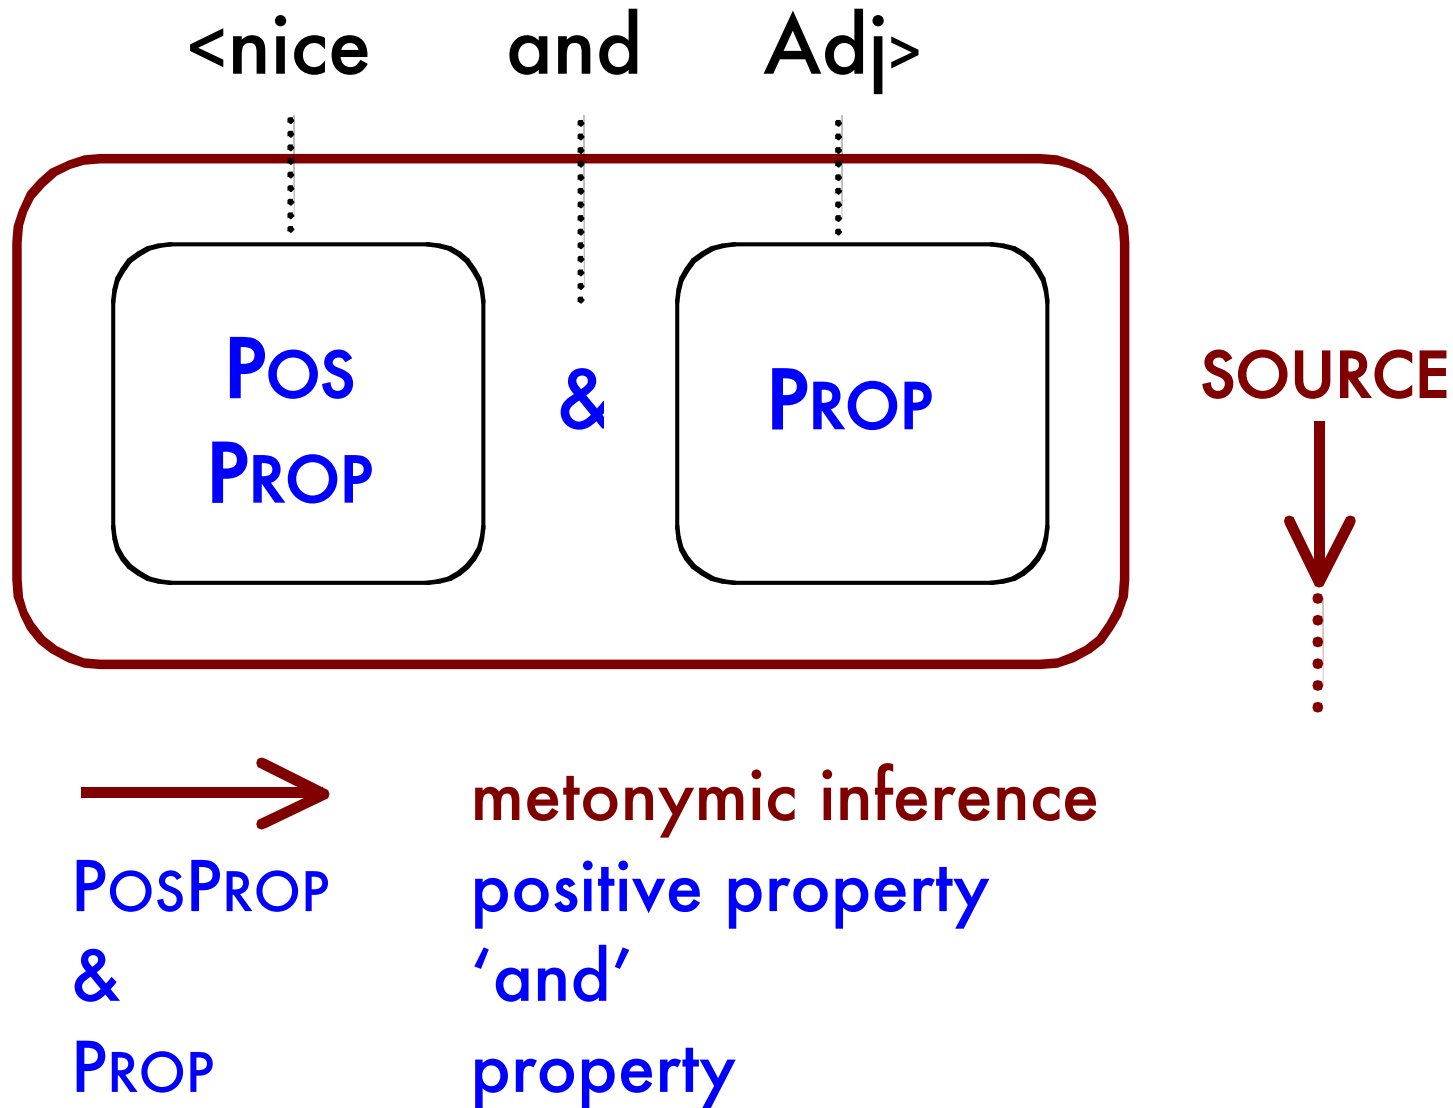 <nice and Adj>
POS
PROP
&
PROP
SOURCE
metonymic inference
POSPROP positive property
& ‘and’
PROP property